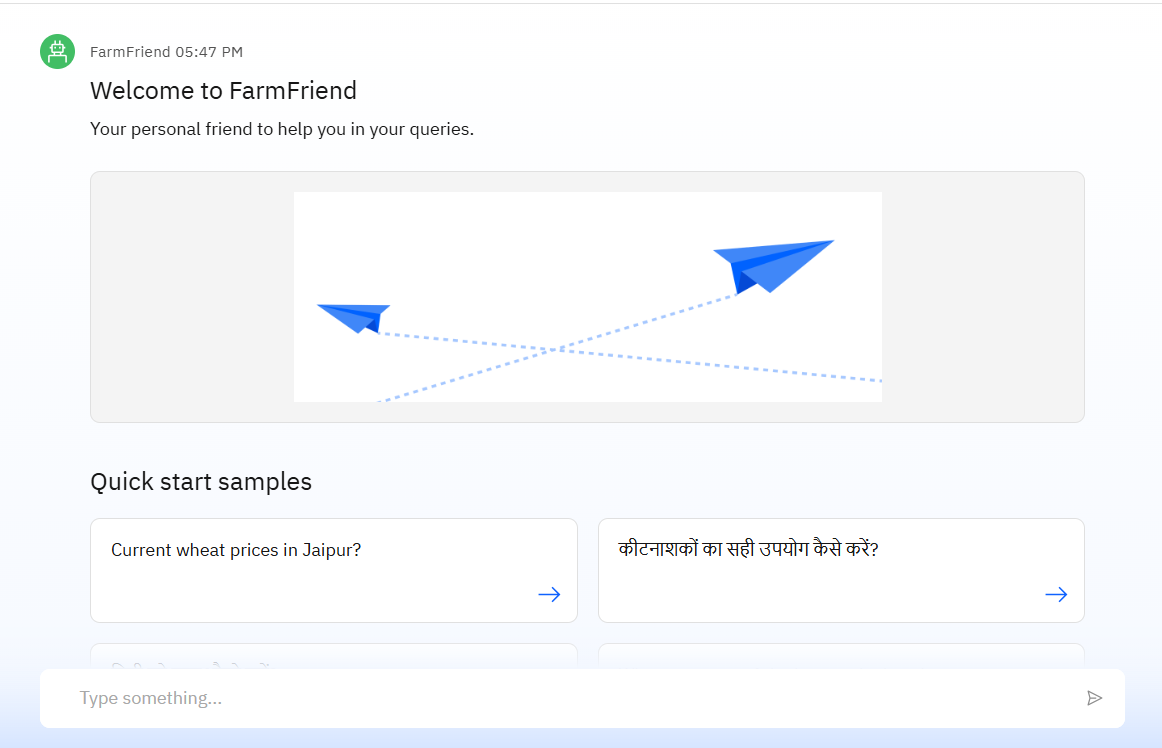 FarmFriend 05:47 PM
Welcome to FarmFriend
Your personal friend to help you in your queries.
Quick start samples
Current wheat prices in Jaipur?
कीटनाशकों का सही उपयोग कैसे करें?
Type something...